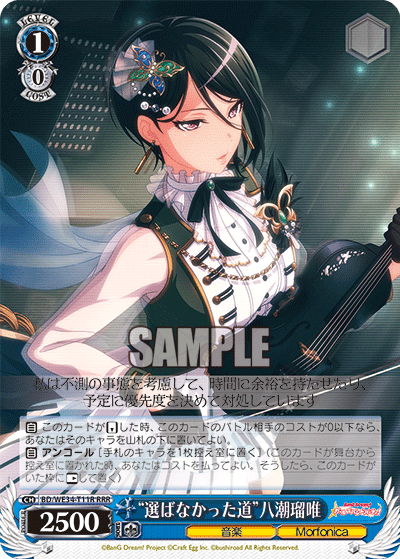 LEVEL
1
0
COST
SAMPLE
私は不測の事態を考慮して、時間に余裕を持たせたり、
予定に優先度を決めて対処しています
【自】 このカードが【リバース】した時、このカードのバトル相手のコストが0以下なら、
あなたはそのキャラを山札の下に置いてよい。
【自】 アンコール ［手札のキャラを1枚控え室に置く］（このカードが舞台から
控え室に置かれた時、あなたはコストを払ってよい。そうしたら、このカードが
いた枠に【レスト】して置く）
CH BD/WE34-T11R RRR
2500
“選ばなかった道”八潮瑠唯
音楽
Morfonica
©BanG Dream! Project ©Craft Egg Inc. ©bushiroad All Rights Reserved.